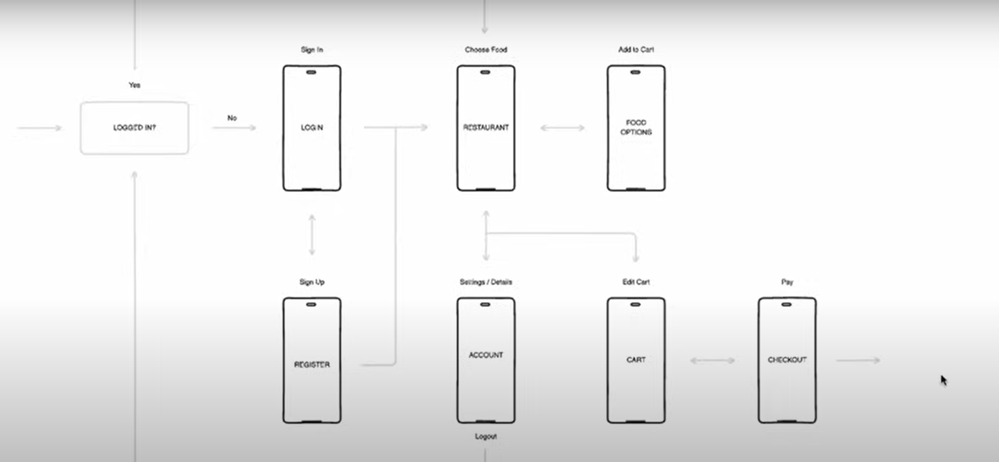 Sign In
Choose Food
Add to Cart
Yes
LOGGED IN?
No
LOGIN
RESTAURANT
FOOD
OPTIONS
Sign Up
Settings / Details
Edit Cart
Pay
REGISTER
ACCOUNT
CART
CHECKOUT
Logout